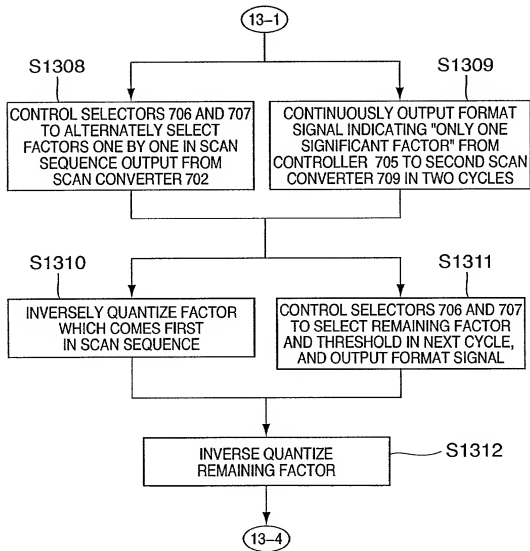 13-1
S1308
S1309
CONTROL SELECTORS 706 AND 707
TO ALTERNATELY SELECT
FACTORS ONE BY ONE IN SCAN
SEQUENCE OUTPUT FROM
SCAN CONVERTER 702
CONTINUOUSLY OUTPUT FORMAT
SIGNAL INDICATING "ONLY ONE
SIGNIFICANT FACTOR" FROM
CONTROLLER 705 TO SECOND SCAN
CONVERTER 709 IN TWO CYCLES
S1310
S1311
INVERSELY QUANTIZE FACTOR
WHICH COMES FIRST
IN SCAN SEQUENCE
CONTROL SELECTORS 706 AND 707
TO SELECT REMAINING FACTOR
AND THRESHOLD IN NEXT CYCLE,
AND OUTPUT FORMAT SIGNAL
INVERSE QUANTIZE
REMAINING FACTOR
S1312
13-4